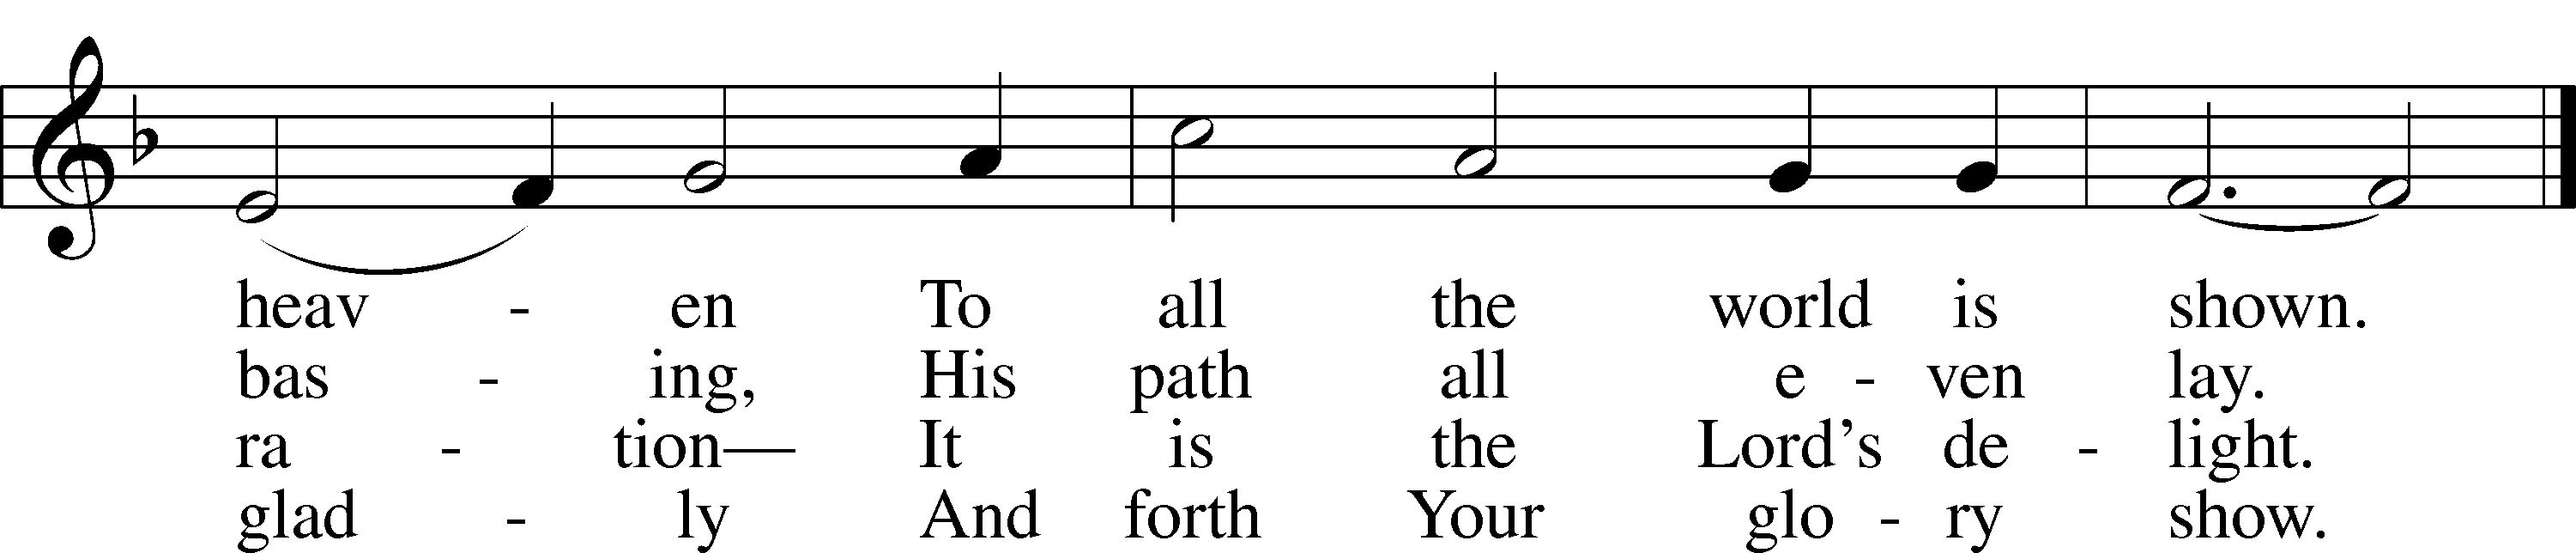 heav - en To all the world is shown.
bas - ing, His path all e - ven lay.
ra - tion— It is the Lord's de - light.
glad - ly And forth Your glo - ry show.